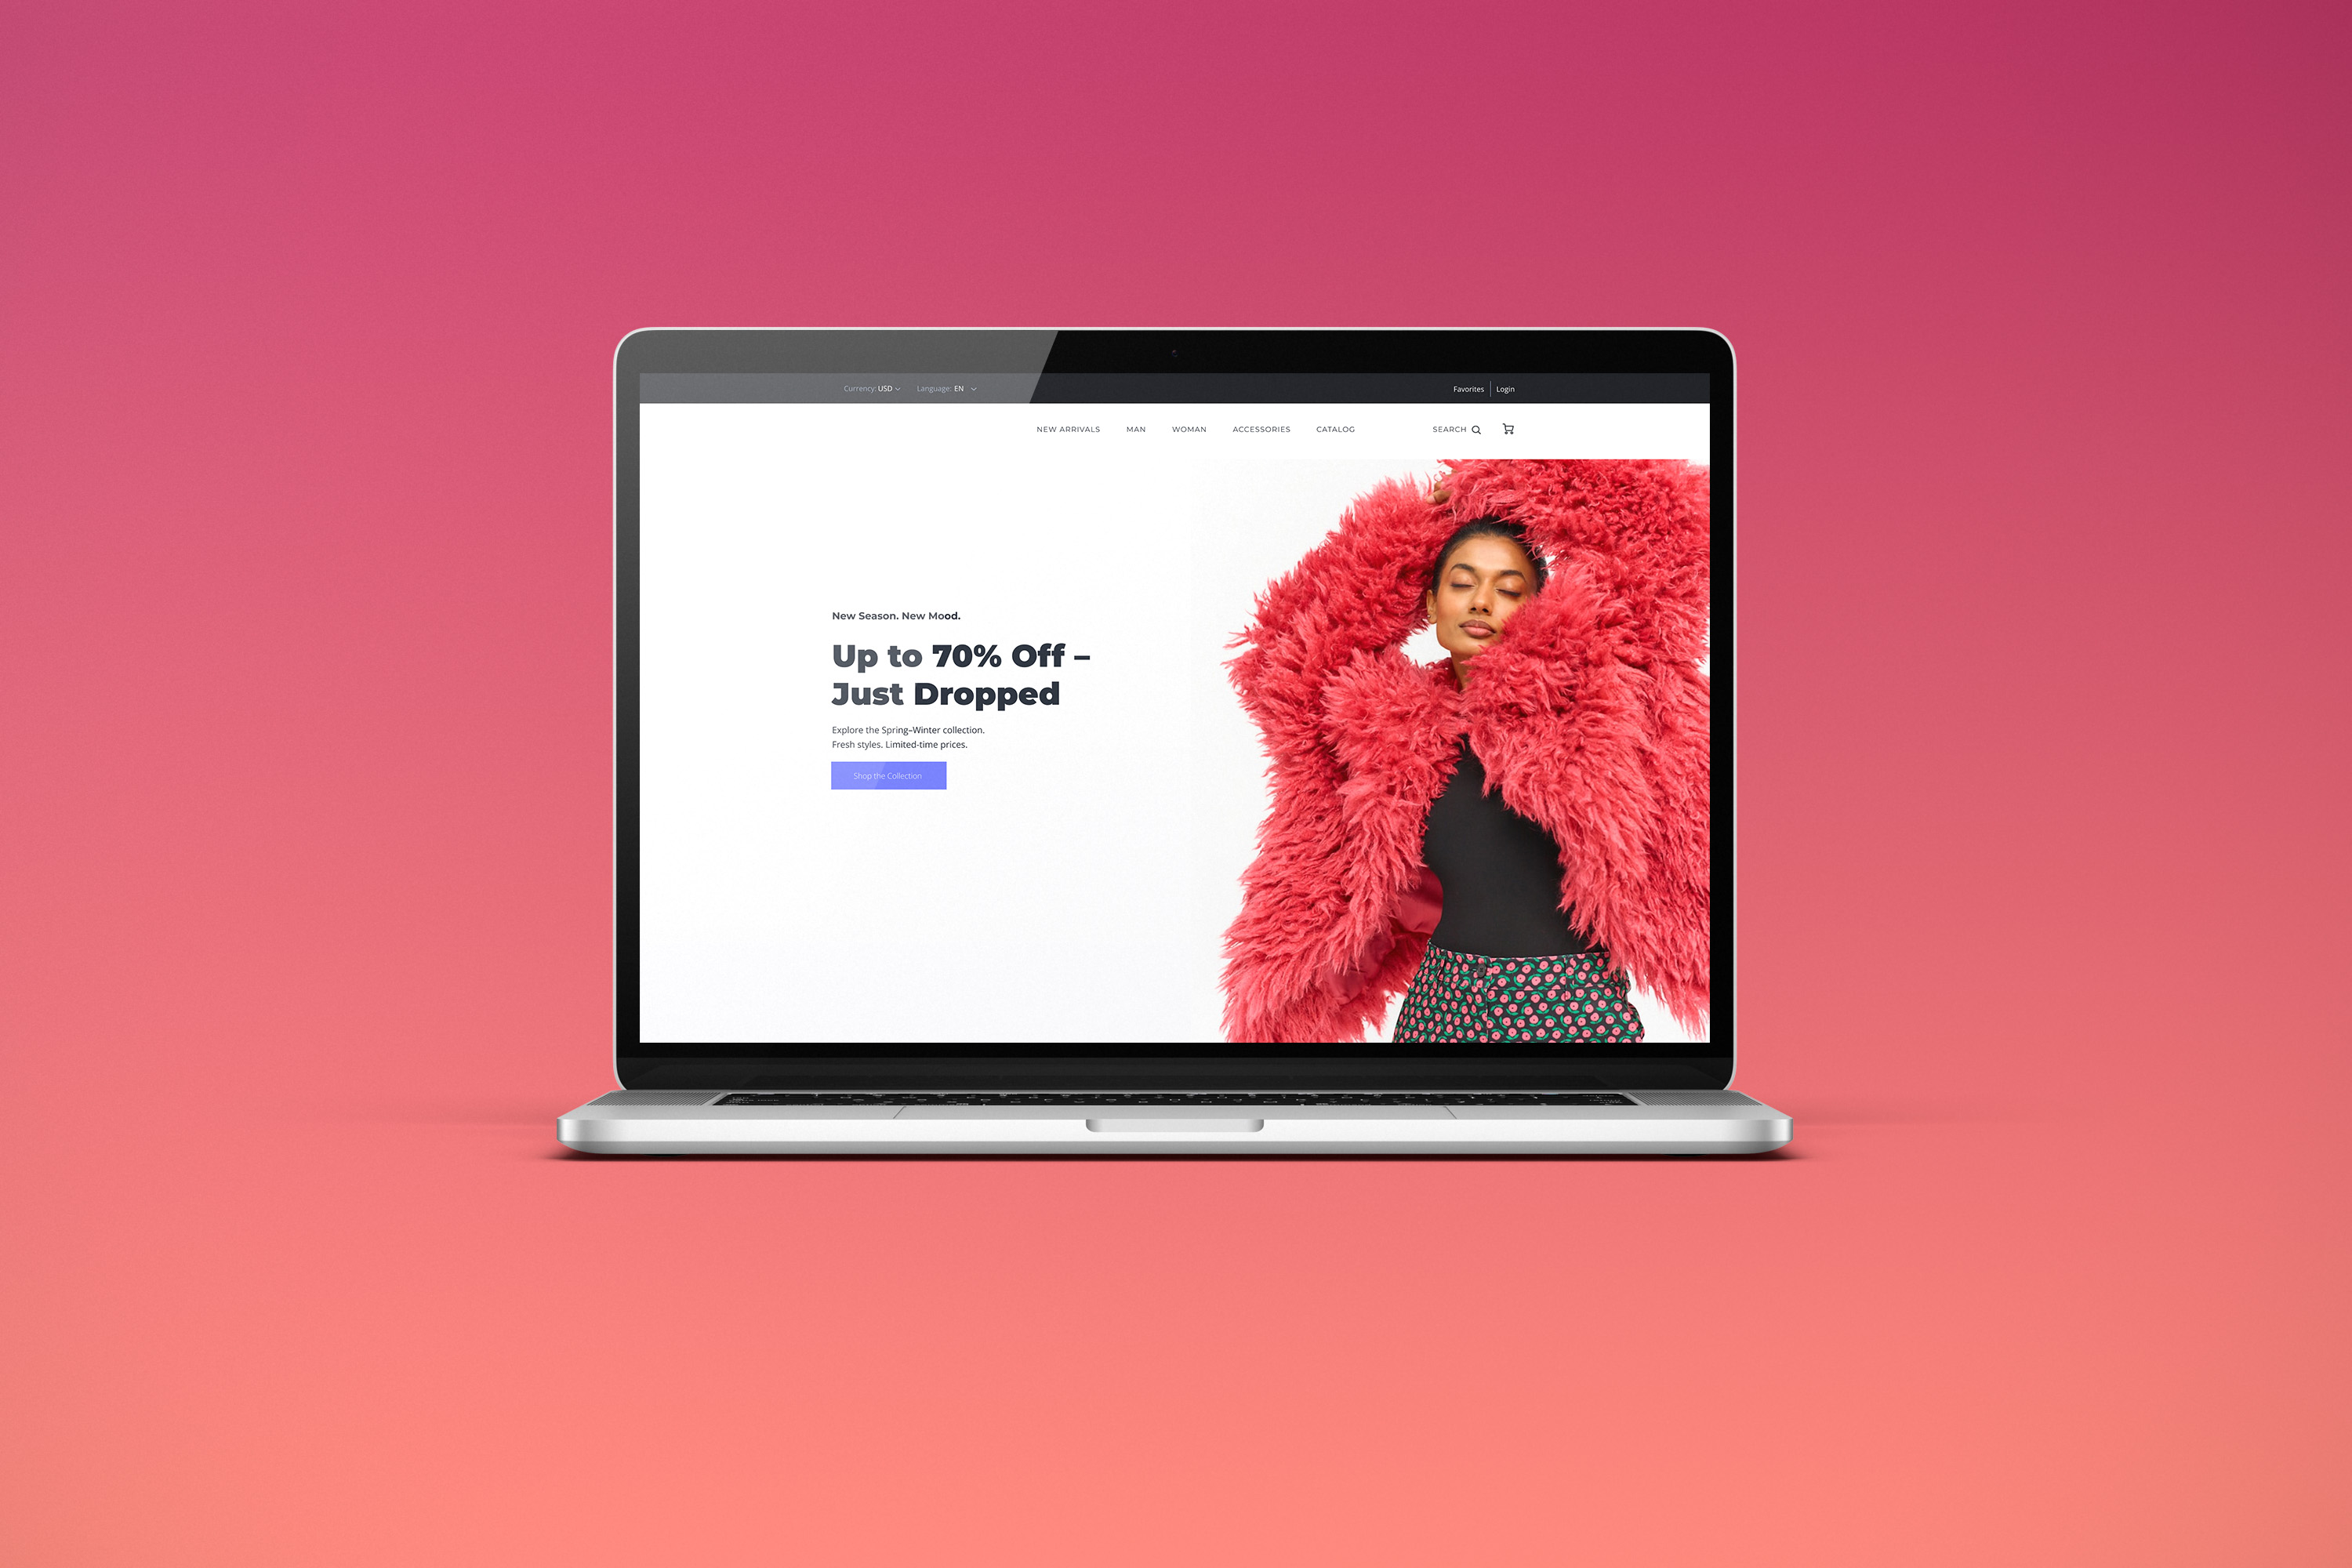 Currency: USD Language: EN Favorites Login
NEW ARRIVALS MAN WOMAN ACCESSORIES CATALOG SEARCH
New Season. New Mood.
Up to 70% Off –
Just Dropped
Explore the Spring–Winter collection.
Fresh styles. Limited-time prices.
Shop the Collection